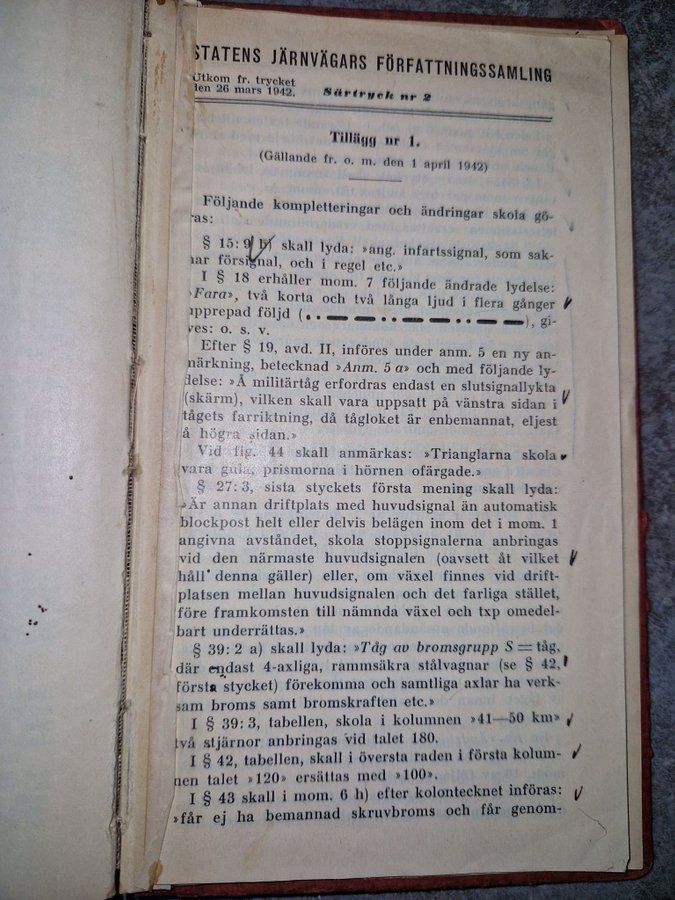 STATENS JÄRNVÄGARS FÖRFATTNINGSSAMLING
Utkom fr. trycket
den 26 mars 1942.
Särtryck nr 2
Tillägg nr 1.
(Gällande fr. o. m. den 1 april 1942)
Följande kompletteringar och ändringar skola gö-
ras:
§ 15: 9 b) skall lyda: »ang. infartssignal, som sak-
nar försignal, och i regel etc.»
I § 18 erhåller mom. 7 följande ändrade lydelse:
»Fara», två korta och två långa ljud i flera gånger
upprepad följd (. . — — . . — — . . — —), gi-
ves: o. s. v.
Efter § 19, avd. II, införes under anm. 5 en ny an-
märkning, betecknad »Anm. 5 a» och med följande ly-
delse: »Å militärtåg erfordras endast en slutsignallykta
(skärm), vilken skall vara uppsatt på vänstra sidan i
tågets farriktning, då tågloket är enbemannat, eljest
å högra sidan.»
Vid fig. 44 skall anmärkas: »Trianglarna skola
vara gula, prismorna i hörnen ofärgade.»
§ 27: 3, sista styckets första mening skall lyda:
»Är annan driftplats med huvudsignal än automatisk
blockpost helt eller delvis belägen inom det i mom. 1
angivna avståndet, skola stoppsignalerna anbringas
vid den närmaste huvudsignalen (oavsett åt vilket
håll denna gäller) eller, om växel finnes vid drift-
platsen mellan huvudsignalen och det farliga stället,
före framkomsten till nämnda växel och txp omedel-
bart underrättas.»
§ 39: 2 a) skall lyda: »Tåg av bromsgrupp S = tåg,
där endast 4-axliga, rammsäkra stålvagnar (se § 42,
första stycket) förekomma och samtliga axlar ha verk-
sam broms samt bromskraften etc.»
I § 39: 3, tabellen, skola i kolumnen »41—50 km»
två stjärnor anbringas vid talet 180.
I § 42, tabellen, skall i översta raden i första kolum-
nen talet »120» ersättas med »100».
I § 43 skall i mom. 6 h) efter kolontecknet införas:
»får ej ha bemannad skruvbroms och får genom-